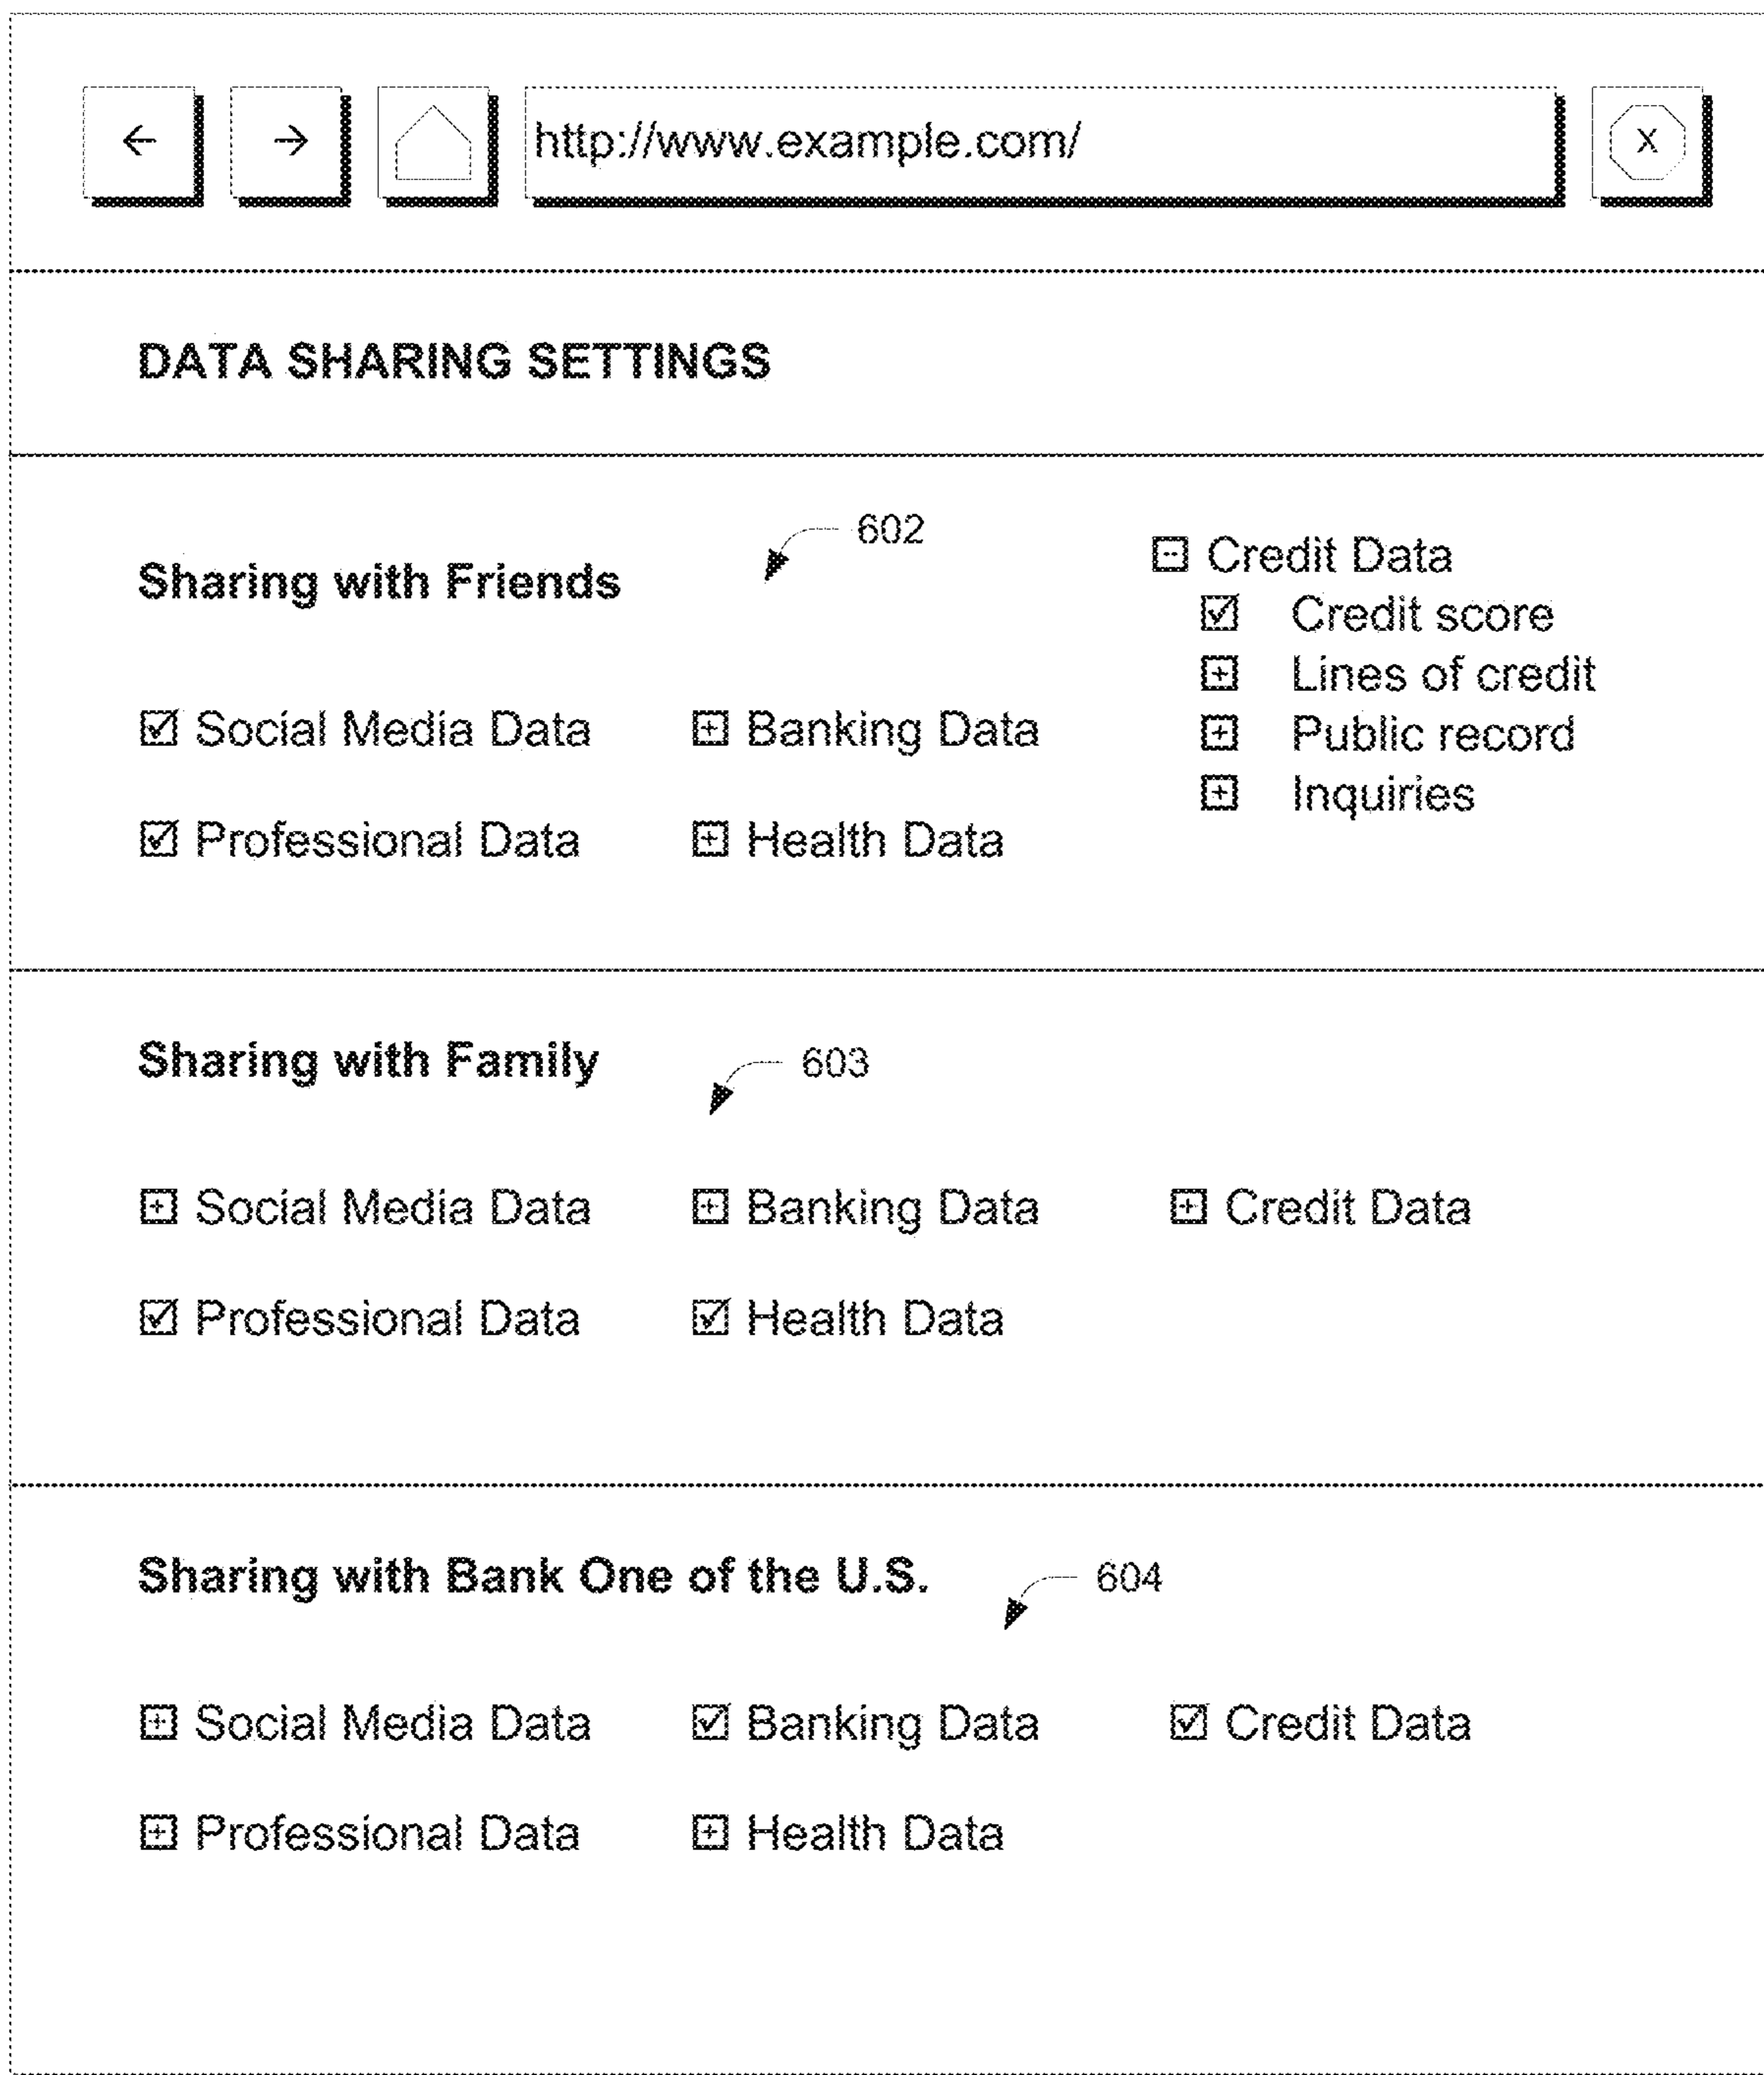 http://www.example.com/
X
DATA SHARING SETTINGS
Sharing with Friends
602
Social Media Data
Banking Data
Professional Data
Health Data
Credit Data
Credit score
Lines of credit
Public record
Inquiries
Sharing with Family
603
Social Media Data
Banking Data
Credit Data
Professional Data
Health Data
Sharing with Bank One of the U.S.
604
Social Media Data
Banking Data
Credit Data
Professional Data
Health Data